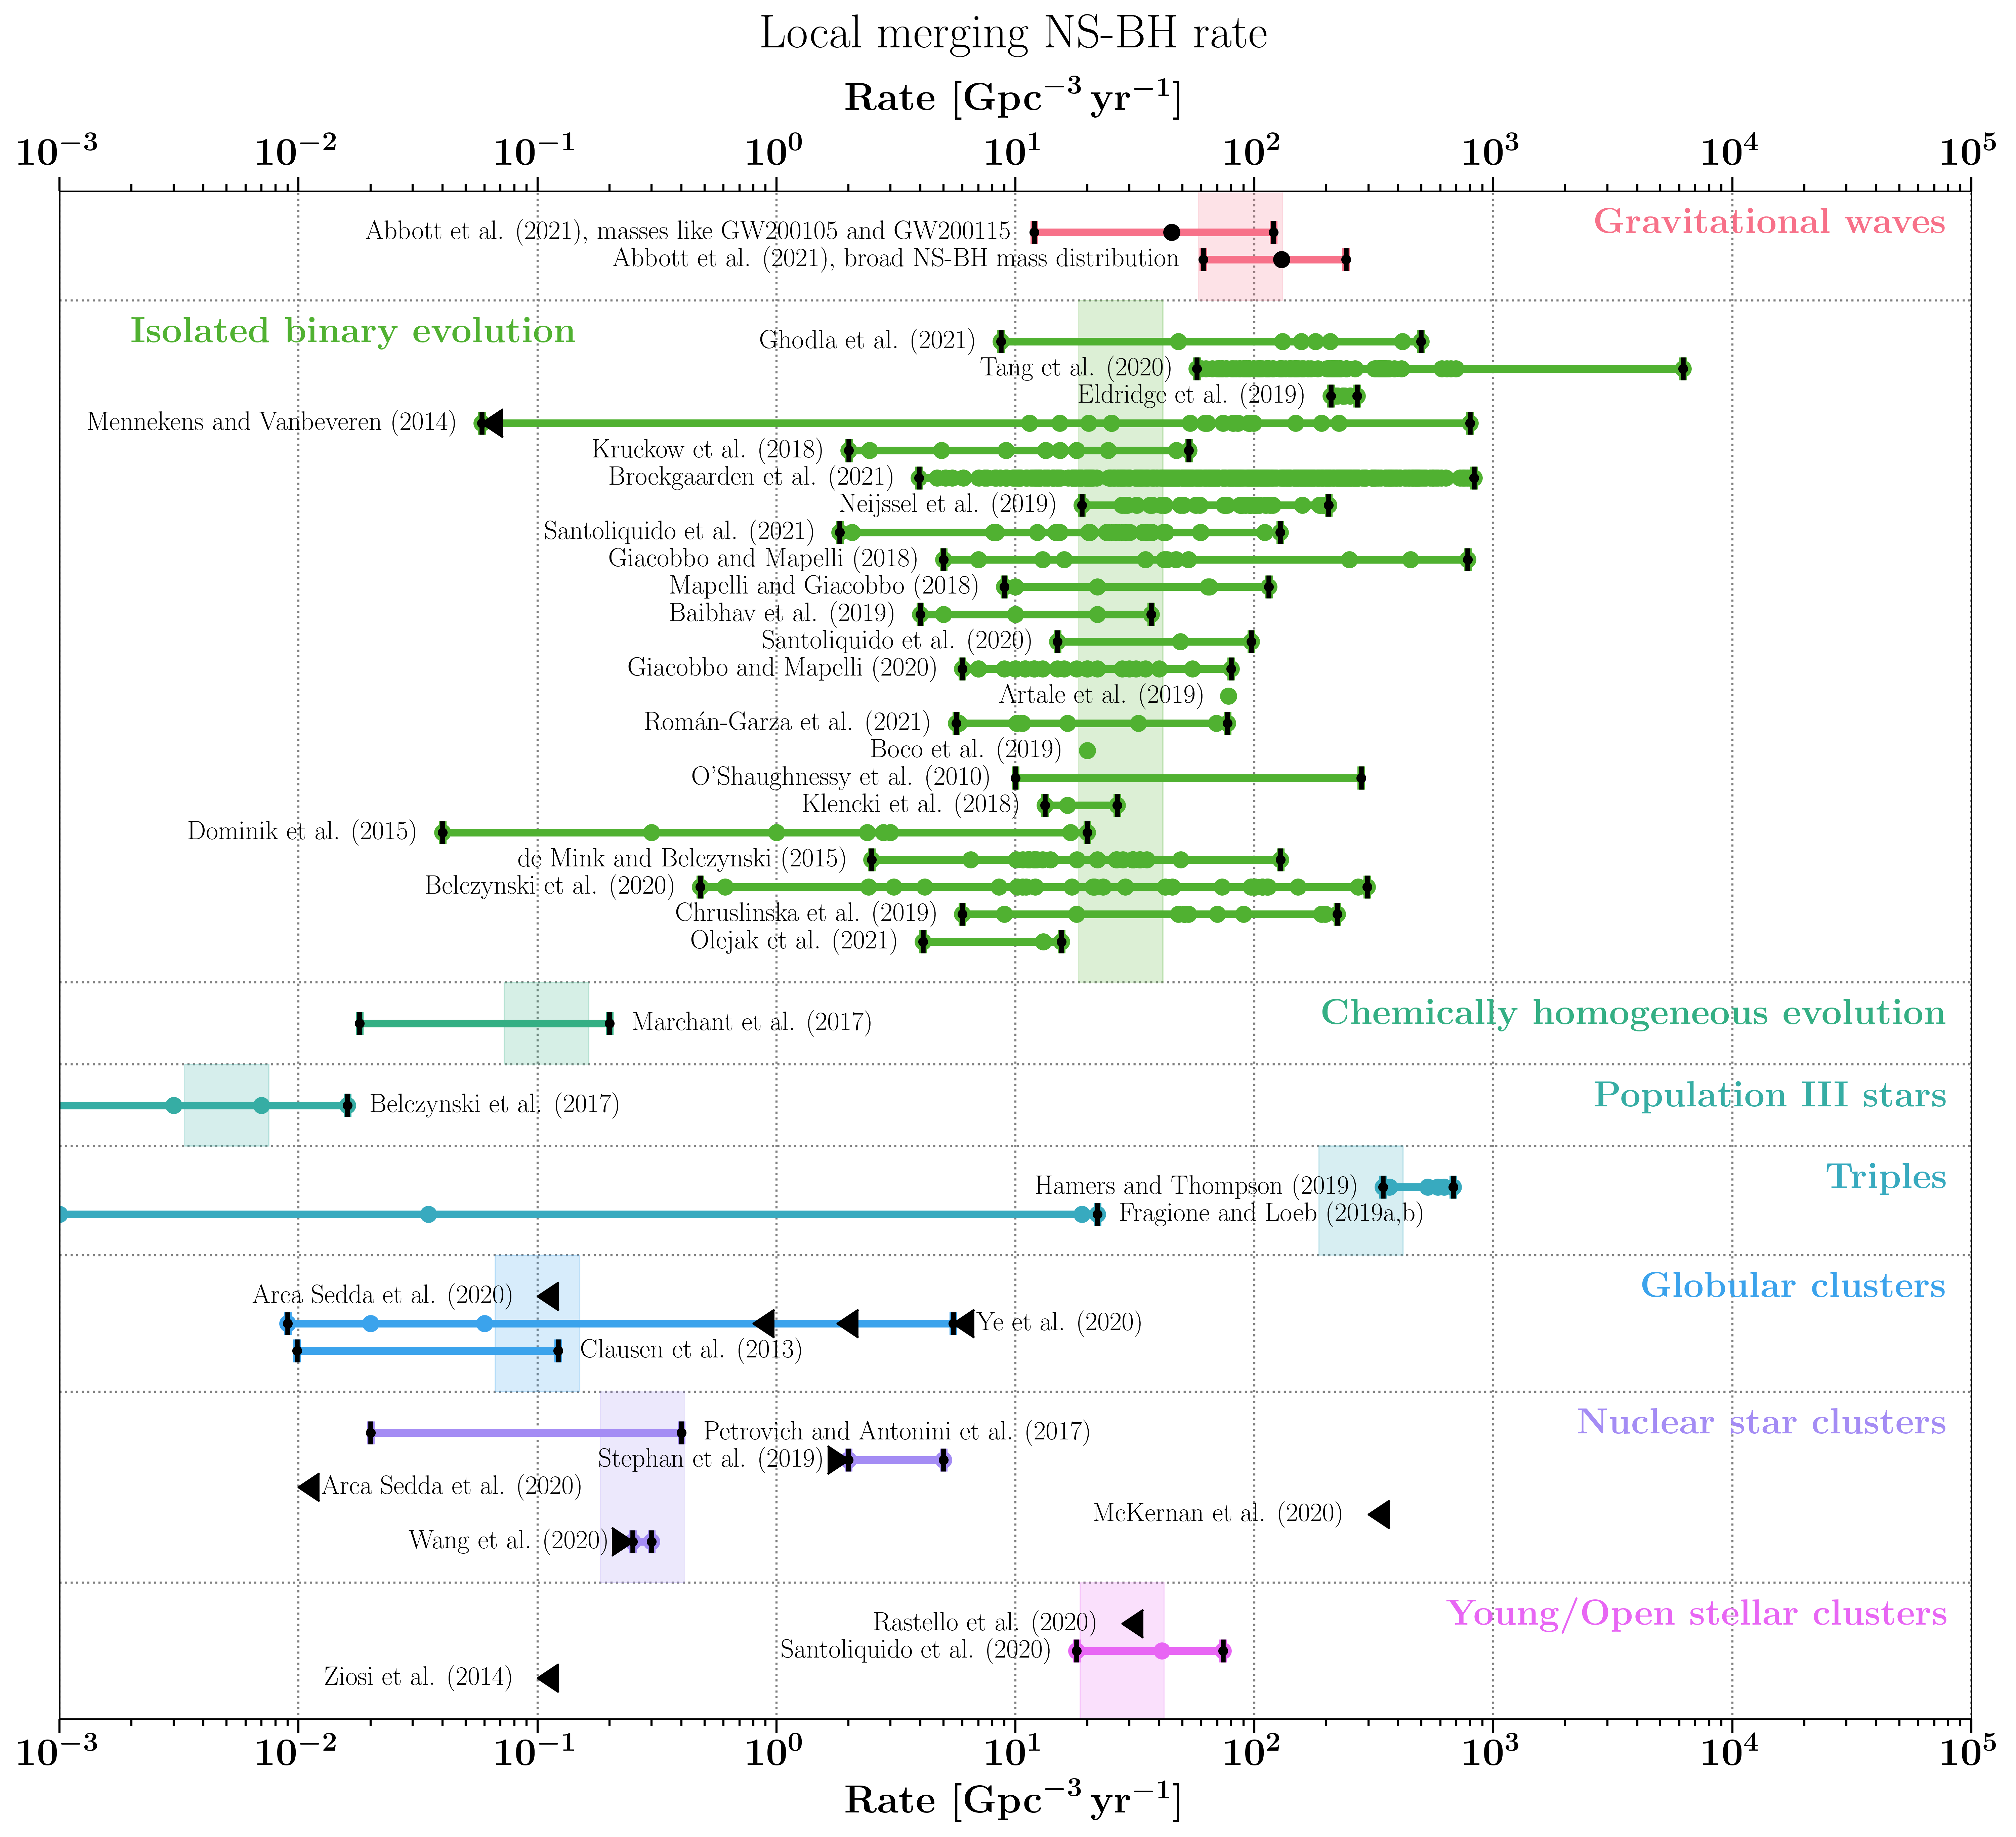 Local merging NS-BH rate
Rate [Gpc⁻³ yr⁻¹]
10⁻³ 10⁻² 10⁻¹ 10⁰ 10¹ 10² 10³ 10⁴ 10⁵
Gravitational waves
Abbott et al. (2021), masses like GW200105 and GW200115
Abbott et al. (2021), broad NS-BH mass distribution
Isolated binary evolution
Ghodla et al. (2021)
Tang et al. (2020)
Eldridge et al. (2019)
Mennekens and Vanbeveren (2014)
Kruckow et al. (2018)
Broekgaarden et al. (2021)
Neijssel et al. (2019)
Santoliquido et al. (2021)
Giacobbo and Mapelli (2018)
Mapelli and Giacobbo (2018)
Baibhav et al. (2019)
Santoliquido et al. (2020)
Giacobbo and Mapelli (2020)
Artale et al. (2019)
Román-Garza et al. (2021)
Boco et al. (2019)
O'Shaughnessy et al. (2010)
Klencki et al. (2018)
Dominik et al. (2015)
de Mink and Belczynski (2015)
Belczynski et al. (2020)
Chruslinska et al. (2019)
Olejak et al. (2021)
Chemically homogeneous evolution
Marchant et al. (2017)
Population III stars
Belczynski et al. (2017)
Triples
Hamers and Thompson (2019)
Fragione and Loeb (2019a,b)
Globular clusters
Arca Sedda et al. (2020)
Ye et al. (2020)
Clausen et al. (2013)
Nuclear star clusters
Petrovich and Antonini et al. (2017)
Stephan et al. (2019)
Arca Sedda et al. (2020)
McKernan et al. (2020)
Wang et al. (2020)
Young/Open stellar clusters
Rastello et al. (2020)
Santoliquido et al. (2020)
Ziosi et al. (2014)
10⁻³ 10⁻² 10⁻¹ 10⁰ 10¹ 10² 10³ 10⁴ 10⁵
Rate [Gpc⁻³ yr⁻¹]